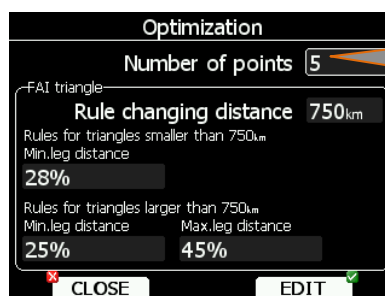 Optimization
Number of points 5
FAI triangle
Rule changing distance 750km
Rules for triangles smaller than 750km
Min.leg distance
28%
Rules for triangles larger than 750km
Min.leg distance Max.leg distance
25% 45%
CLOSE EDIT